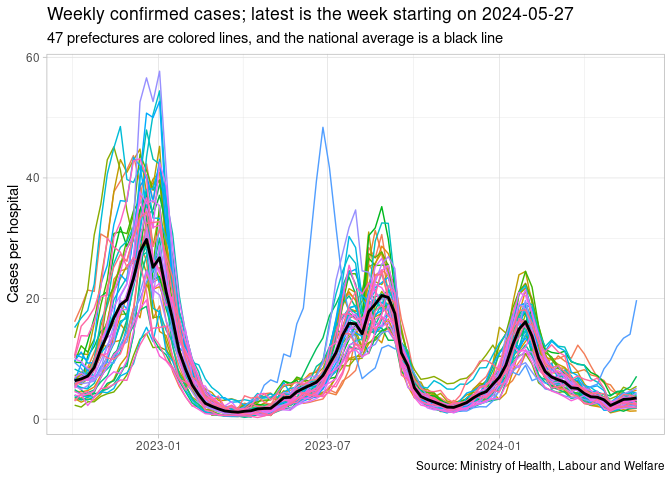 Weekly confirmed cases; latest is the week starting on 2024-05-27
47 prefectures are colored lines, and the national average is a black line
60
40
20
0
Cases per hospital
2023-01 2023-07 2024-01
Source: Ministry of Health, Labour and Welfare